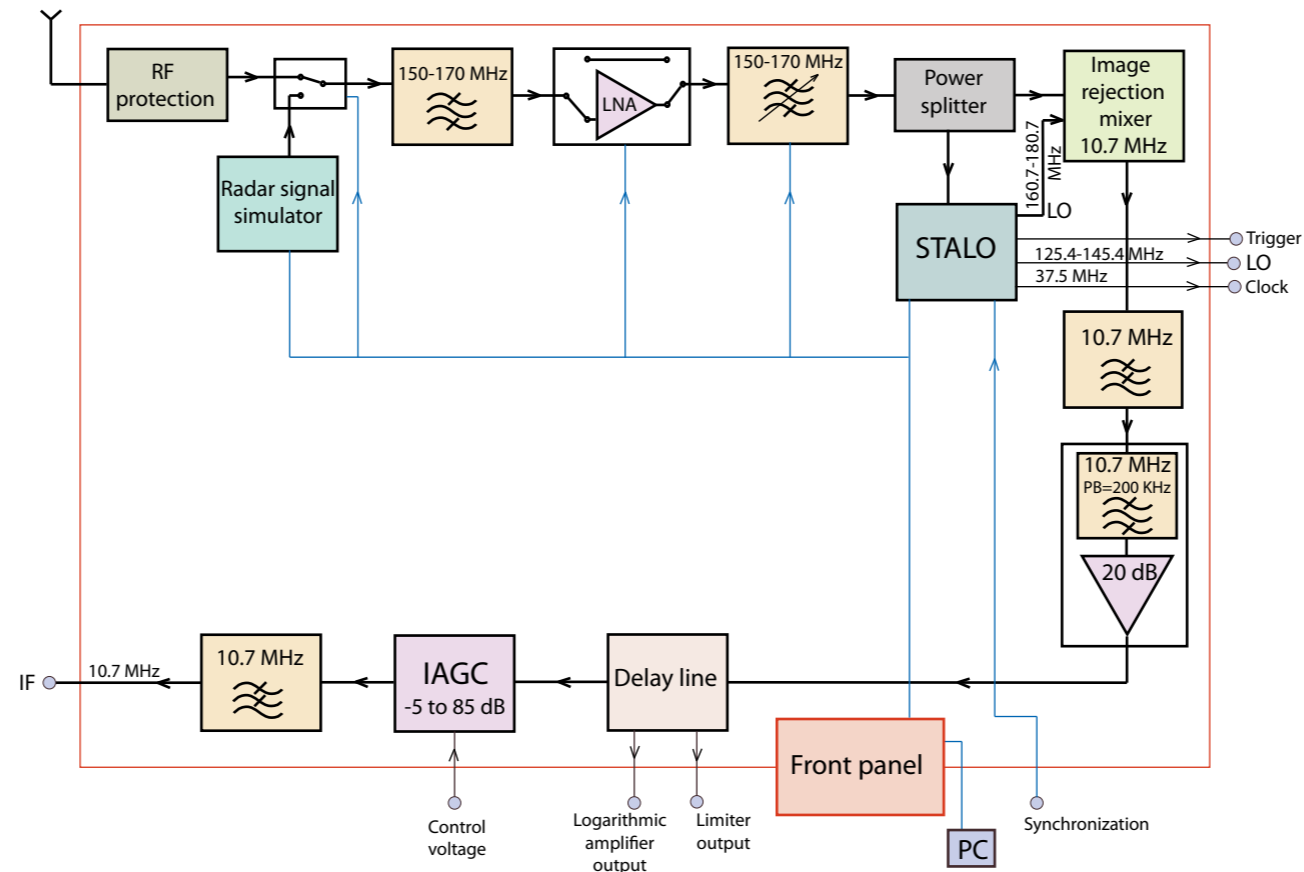 RF
protection
150-170 MHz
LNA
150-170 MHz
Power
splitter
Image
rejection
mixer
10.7 MHz
160.7-180.7
MHz
LO
Radar signal
simulator
STALO
Trigger
125.4-145.4 MHz
LO
37.5 MHz
Clock
10.7 MHz
10.7 MHz
PB=200 KHz
20 dB
IF
10.7 MHz
10.7 MHz
IAGC
-5 to 85 dB
Delay line
Front panel
Control
voltage
Logarithmic
amplifier
output
Limiter
output
PC
Synchronization